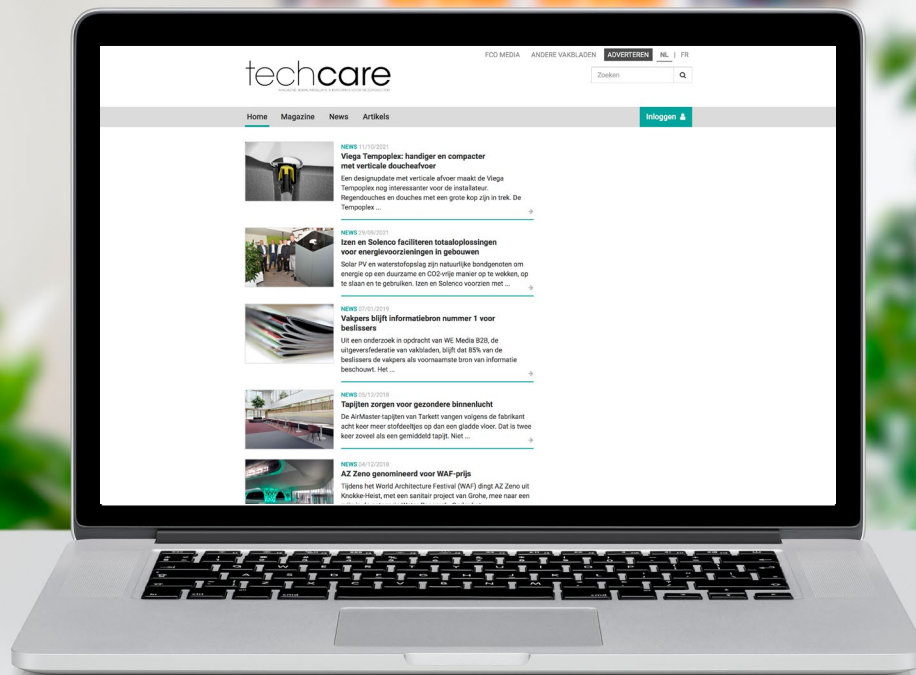 FCO MEDIA ANDERE VAKBLADEN ADVERTEREN NL | FR
techcare
Zoeken
Home Magazine News Artikels Inloggen
NEWS 11/10/2021
Viega Tempoplex: handiger en compacter
met verticale doucheafvoer
Een designupdate met verticale afvoer maakt de Viega
Tempoplex nog interessanter voor de installateur.
Regendouches en douches met een grote kop zijn in trek. De
Tempoplex ...
NEWS 29/09/2021
Izen en Solenco faciliteren totaaloplossingen
voor energievoorzieningen in gebouwen
Solar PV en waterstofopslag zijn natuurlijke bondgenoten om
energie op een duurzame en CO2-vrije manier op te wekken, op
te slaan en te gebruiken. Izen en Solenco voorzien met ...
NEWS 07/01/2019
Vakpers blijft informatiebron nummer 1 voor
beslissers
Uit een onderzoek in opdracht van WE Media B2B, de
uitgeversfederatie van vakbladen, blijft dat 85% van de
beslissers de vakpers als voornaamste bron van informatie
beschouwt. Het ...
NEWS 05/12/2018
Tapijten zorgen voor gezondere binnenlucht
De AirMaster-tapijten van Tarkett vangen volgens de fabrikant
acht keer meer stofdeeltjes op dan een gladde vloer. Dat is twee
keer zoveel als een gemiddeld tapijt. Niet ...
NEWS 04/12/2018
AZ Zeno genomineerd voor WAF-prijs
Tijdens het World Architecture Festival (WAF) dingt AZ Zeno uit
Knokke-Heist, met een sanitair project van Grohe, mee naar een